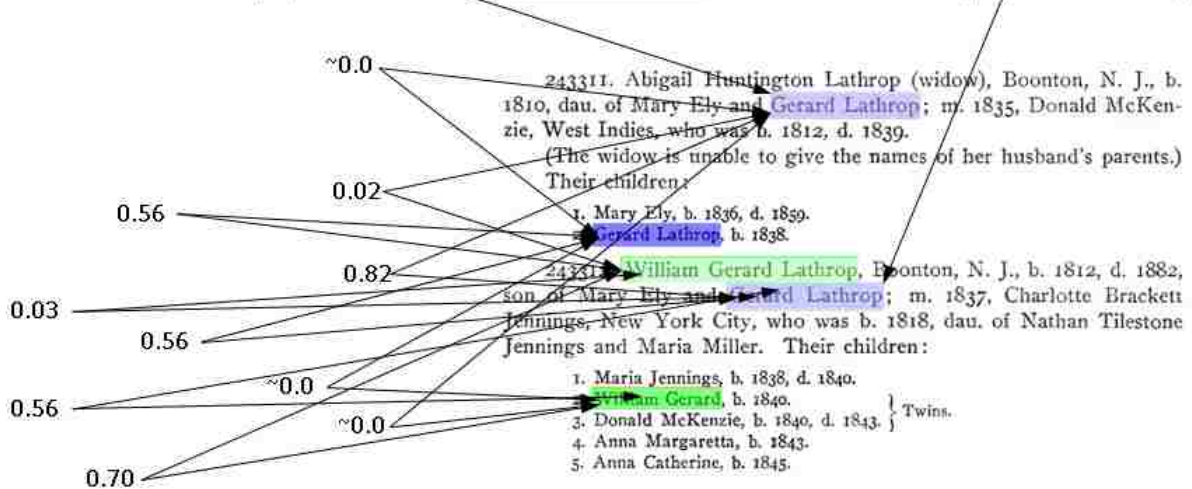 ~0.0
243311. Abigail Huntington Lathrop (widow), Boonton, N. J., b.
1810, dau. of Mary Ely and Gerard Lathrop; m. 1835, Donald McKen-
zie, West Indies, who was b. 1812, d. 1839.
(The widow is unable to give the names of her husband's parents.)
0.02
Their children:
0.56
1. Mary Ely, b. 1836, d. 1859.
Gerard Lathrop, b. 1838.
0.82
William Gerard Lathrop, Boonton, N. J., b. 1812, d. 1882,
0.03
son of Mary Ely and Gerard Lathrop; m. 1837, Charlotte Brackett
0.56
Jennings, New York City, who was b. 1818, dau. of Nathan Tilestone
Jennings and Maria Miller. Their children:
~0.0
1. Maria Jennings, b. 1838, d. 1840.
0.56
William Gerard, b. 1840.
~0.0
3. Donald McKenzie, b. 1840, d. 1843. } Twins.
4. Anna Margaretta, b. 1843.
0.70
5. Anna Catherine, b. 1845.